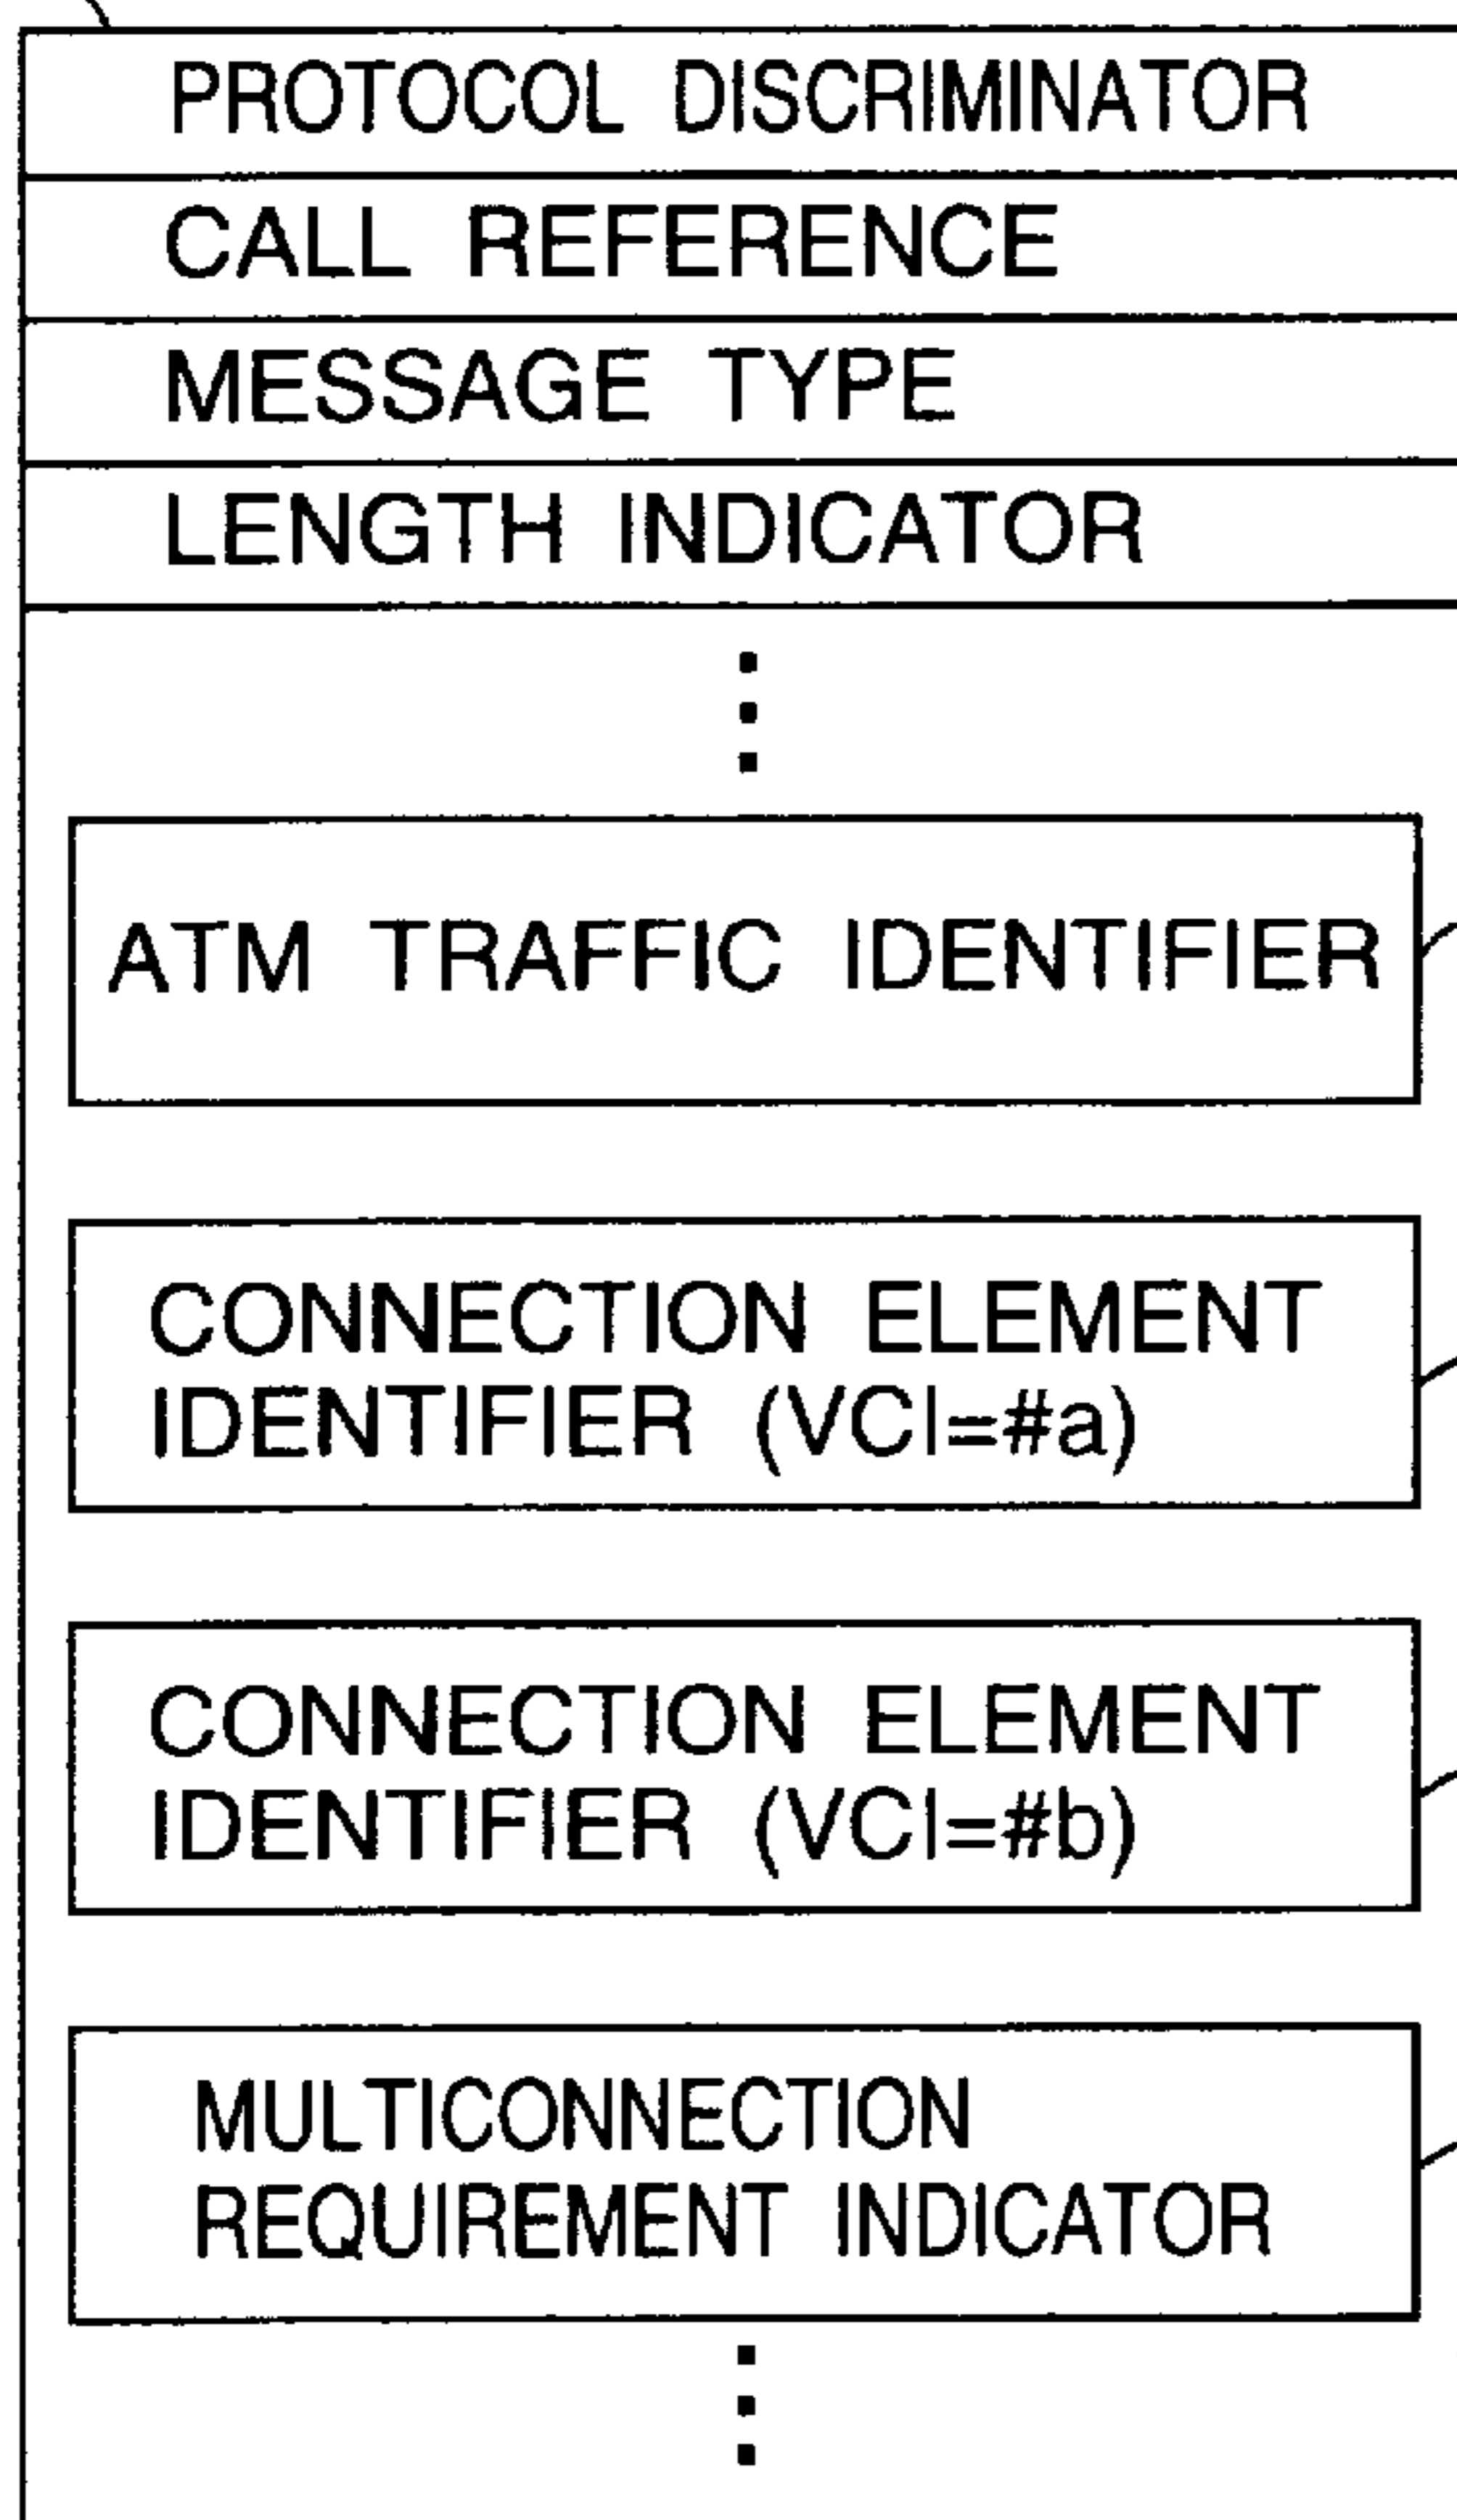 PROTOCOL DISCRIMINATOR
CALL REFERENCE
MESSAGE TYPE
LENGTH INDICATOR
ATM TRAFFIC IDENTIFIER
CONNECTION ELEMENT
IDENTIFIER (VCI=#a)
CONNECTION ELEMENT
IDENTIFIER (VCI=#b)
MULTICONNECTION
REQUIREMENT INDICATOR